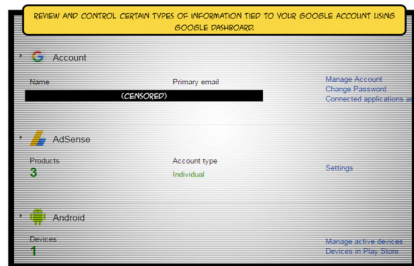 REVIEW AND CONTROL CERTAIN TYPES OF INFORMATION TIED TO YOUR GOOGLE ACCOUNT USING
GOOGLE DASHBOARD.
Account
Name Primary email Manage Account
Change Password
(CENSORED) Connected applications a
AdSense
Products Account type
3 Individual Settings
Android
Devices Manage active devices
1 Devices in Play Store